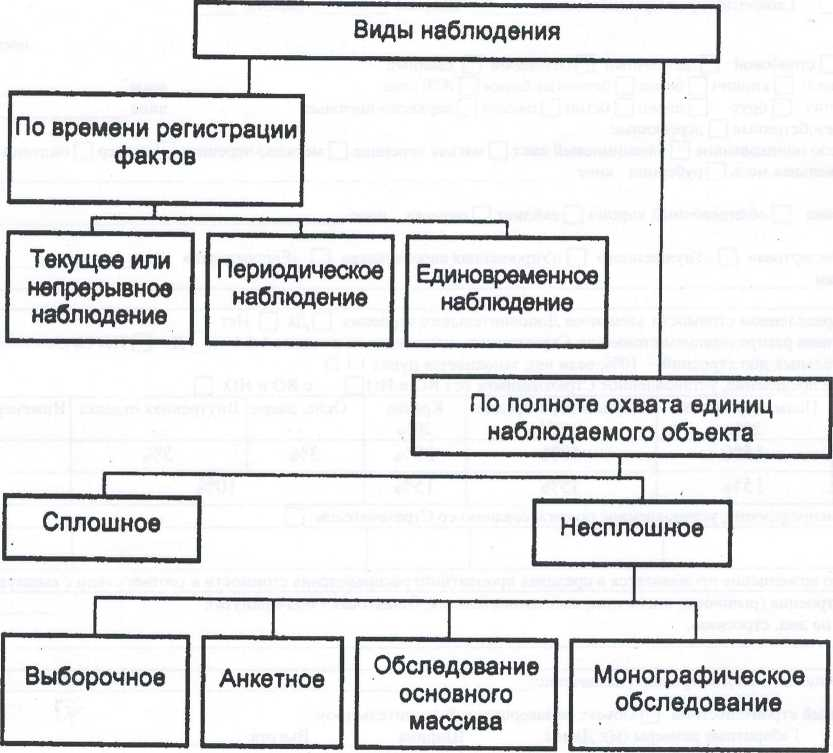 Виды наблюдения
По времени регистрации
фактов
Текущее или
непрерывное
наблюдение
Периодическое
наблюдение
Единовременное
наблюдение
По полноте охвата единиц
наблюдаемого объекта
Сплошное
Несплошное
Выборочное
Анкетное
Обследование
основного
массива
Монографическое
обследование